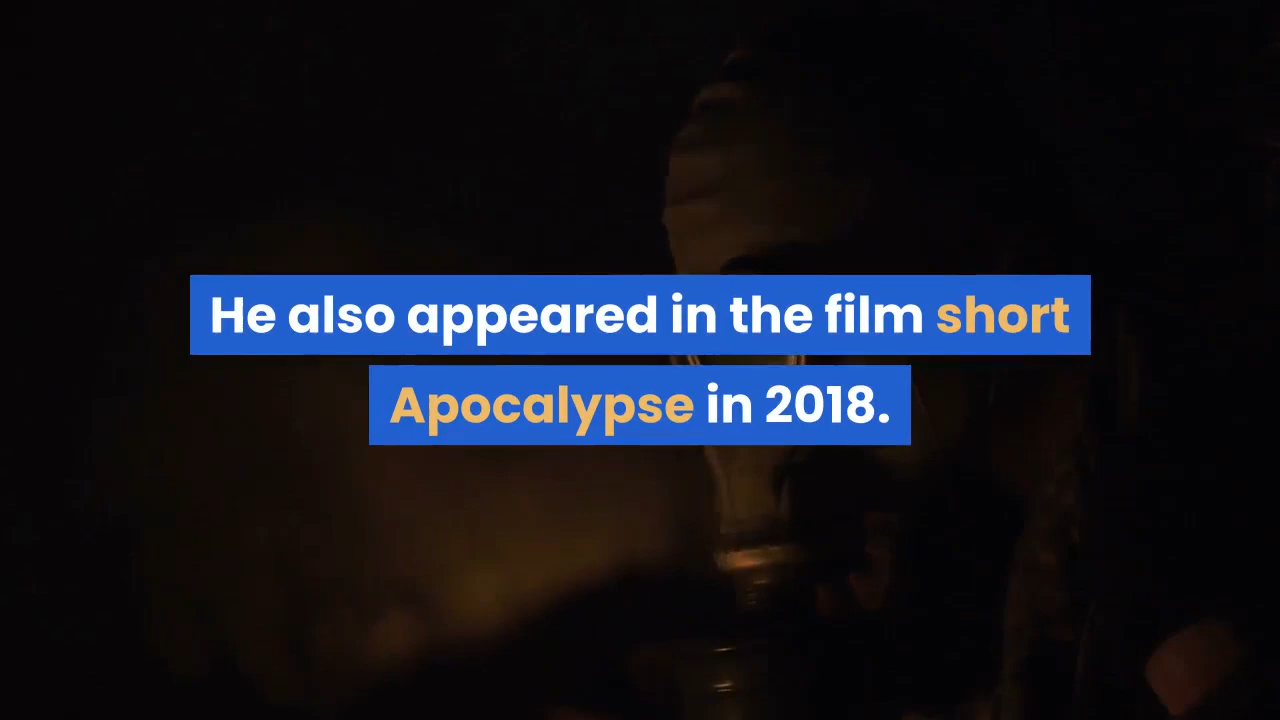 He also appeared in the film short
Apocalypse in 2018.